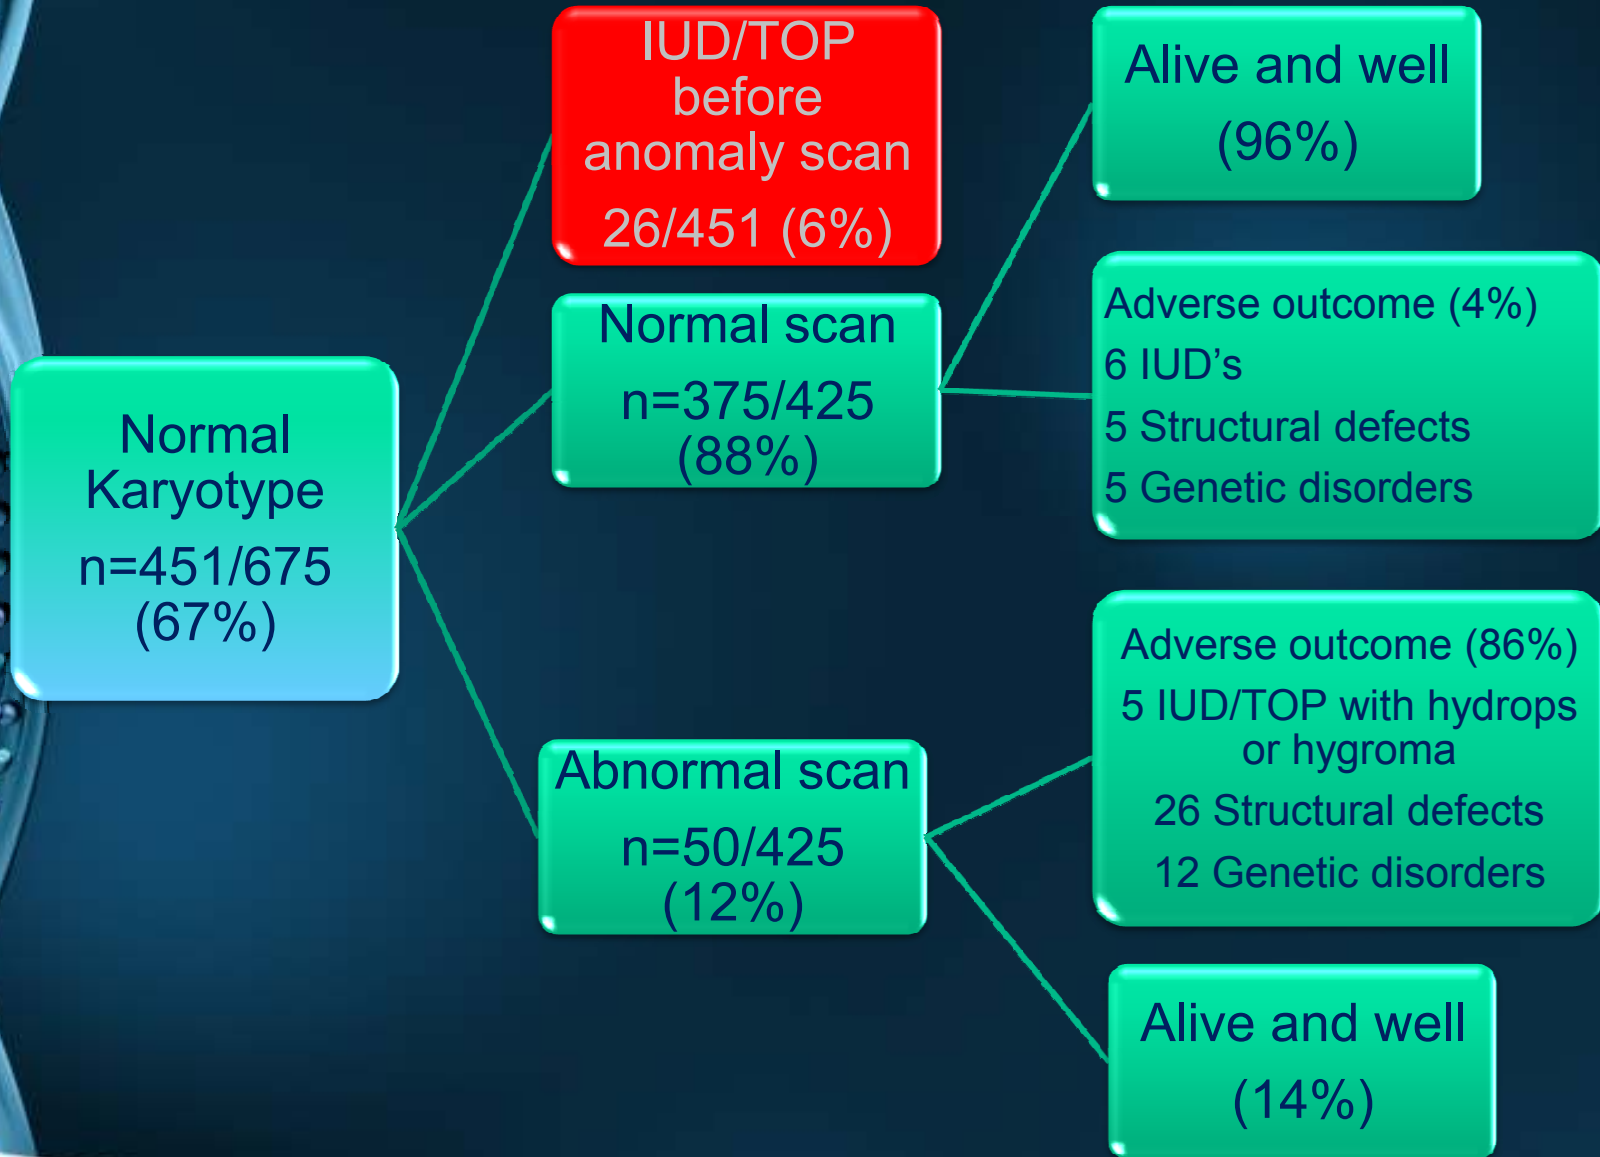 Normal
Karyotype
n=451/675
(67%)
IUD/TOP
before
anomaly scan
26/451 (6%)
Normal scan
n=375/425
(88%)
Abnormal scan
n=50/425
(12%)
Alive and well
(96%)
Adverse outcome (4%)
6 IUD's
5 Structural defects
5 Genetic disorders
Adverse outcome (86%)
5 IUD/TOP with hydrops
or hygroma
26 Structural defects
12 Genetic disorders
Alive and well
(14%)